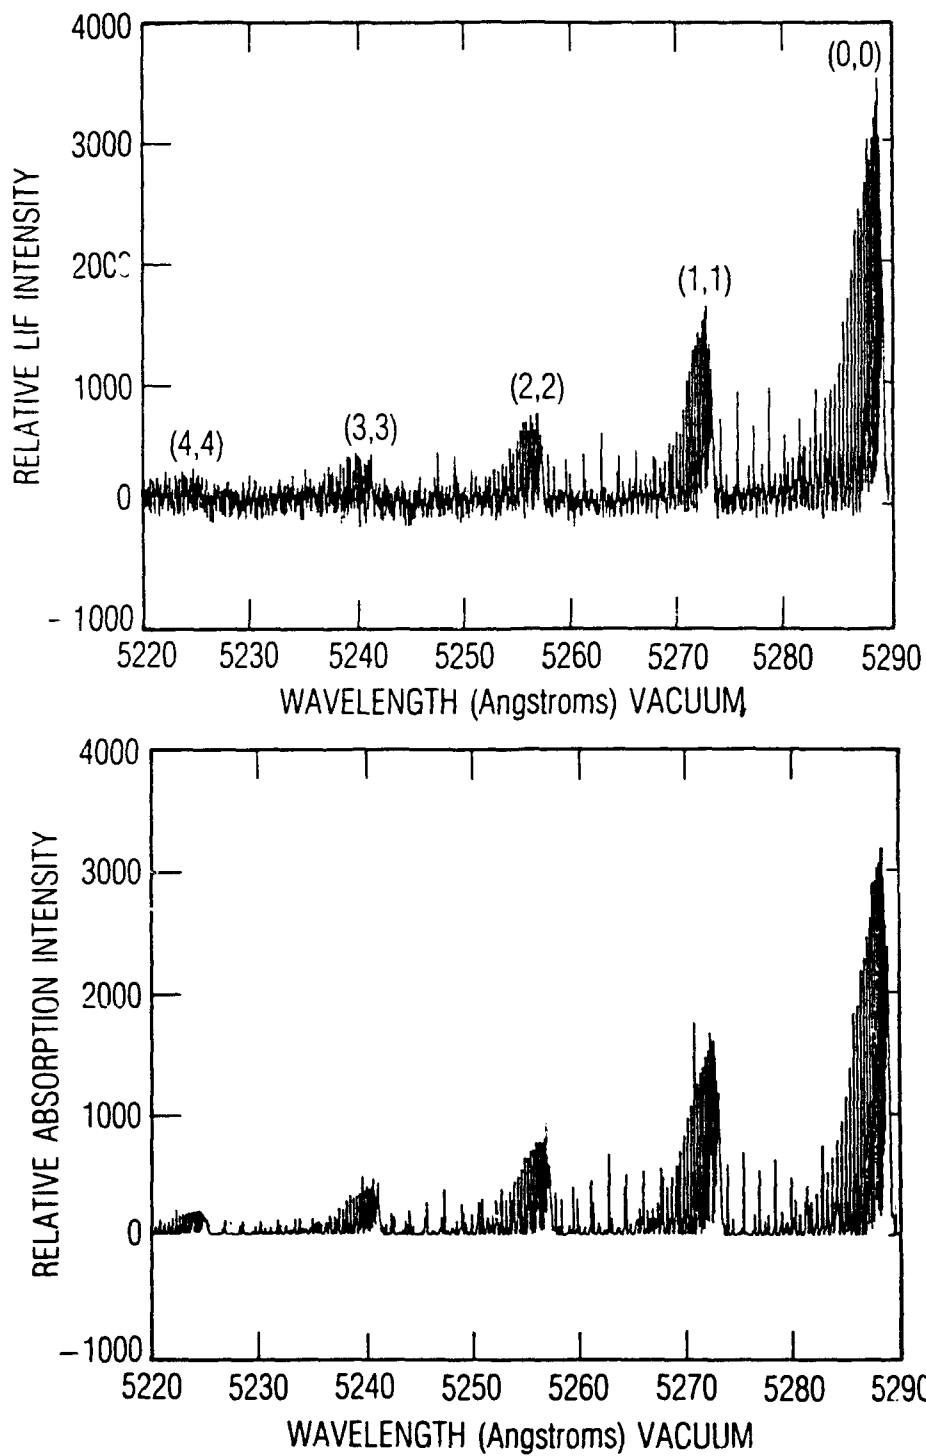 4000
(0,0)
3000
2000
(1,1)
1000
(2,2)
(3,3)
(4,4)
0
- 1000
5220 5230 5240 5250 5260 5270 5280 5290
RELATIVE LIF INTENSITY
WAVELENGTH (Angstroms) VACUUM
4000
3000
2000
1000
0
-1000
5220 5230 5240 5250 5260 5270 5280 5290
RELATIVE ABSORPTION INTENSITY
WAVELENGTH (Angstroms) VACUUM